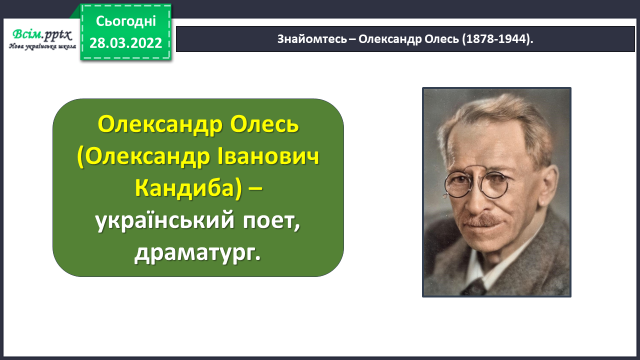 Всім.pptx
Нова українська школа
Сьогодні
28.03.2022
Знайомтесь – Олександр Олесь (1878-1944).
Олександр Олесь
(Олександр Іванович
Кандиба) –
український поет,
драматург.